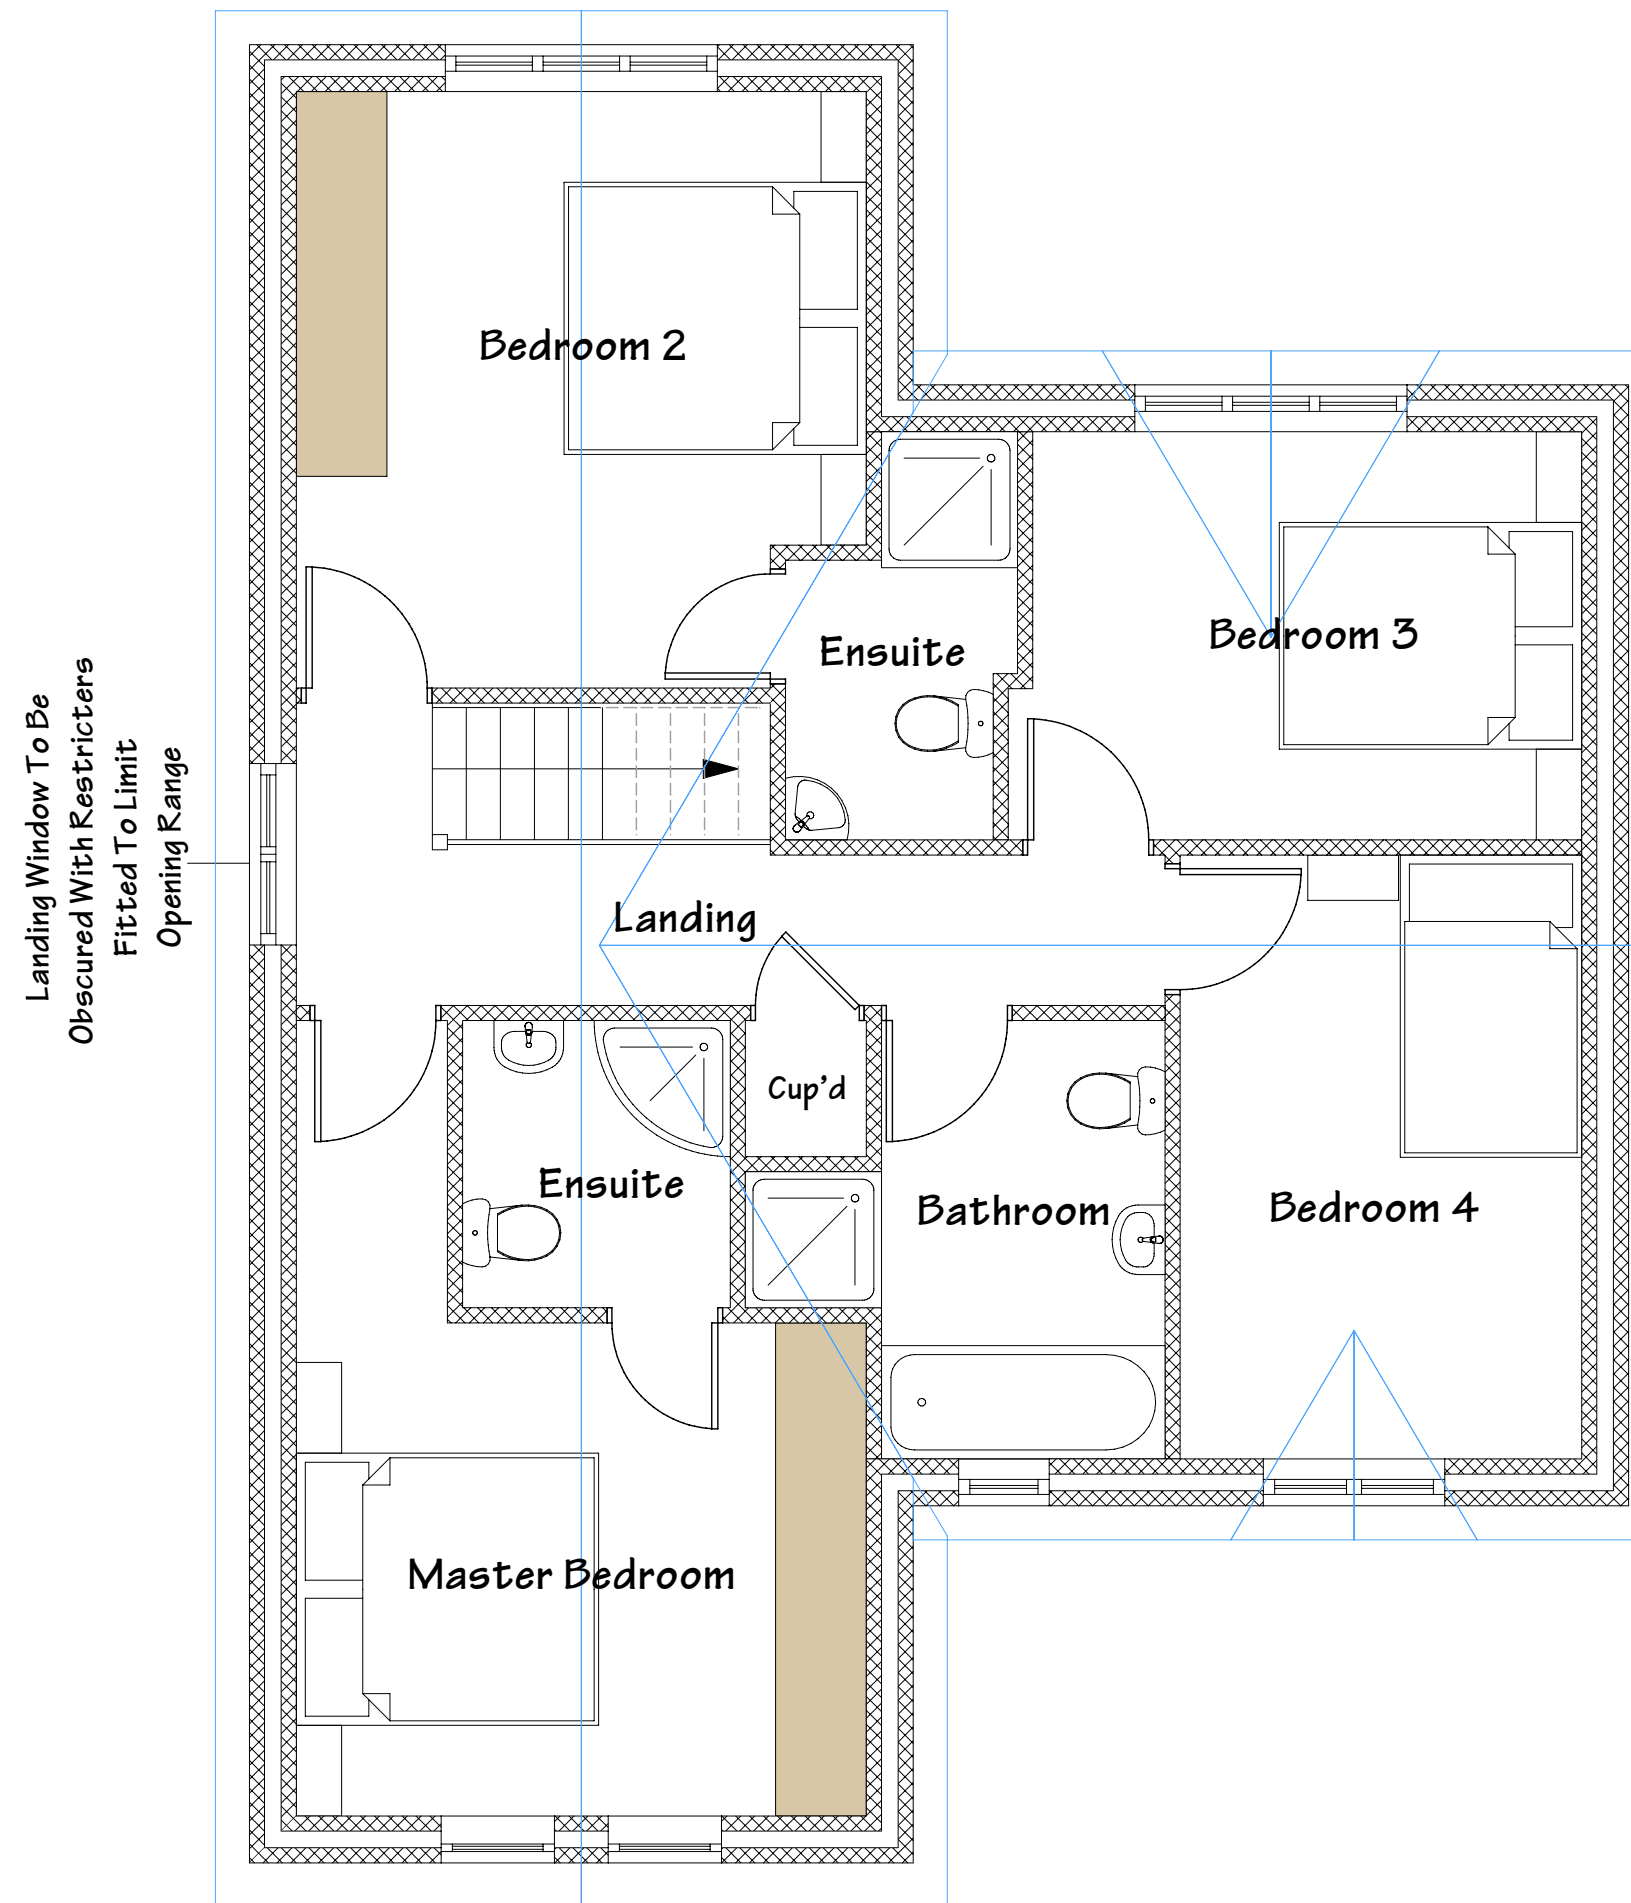 Bedroom 2
Ensuite
Bedroom 3
Landing Window To Be
Obscured With Restricters
Fitted To Limit
Opening Range
Landing
Cup'd
Ensuite
Bathroom
Bedroom 4
Master Bedroom